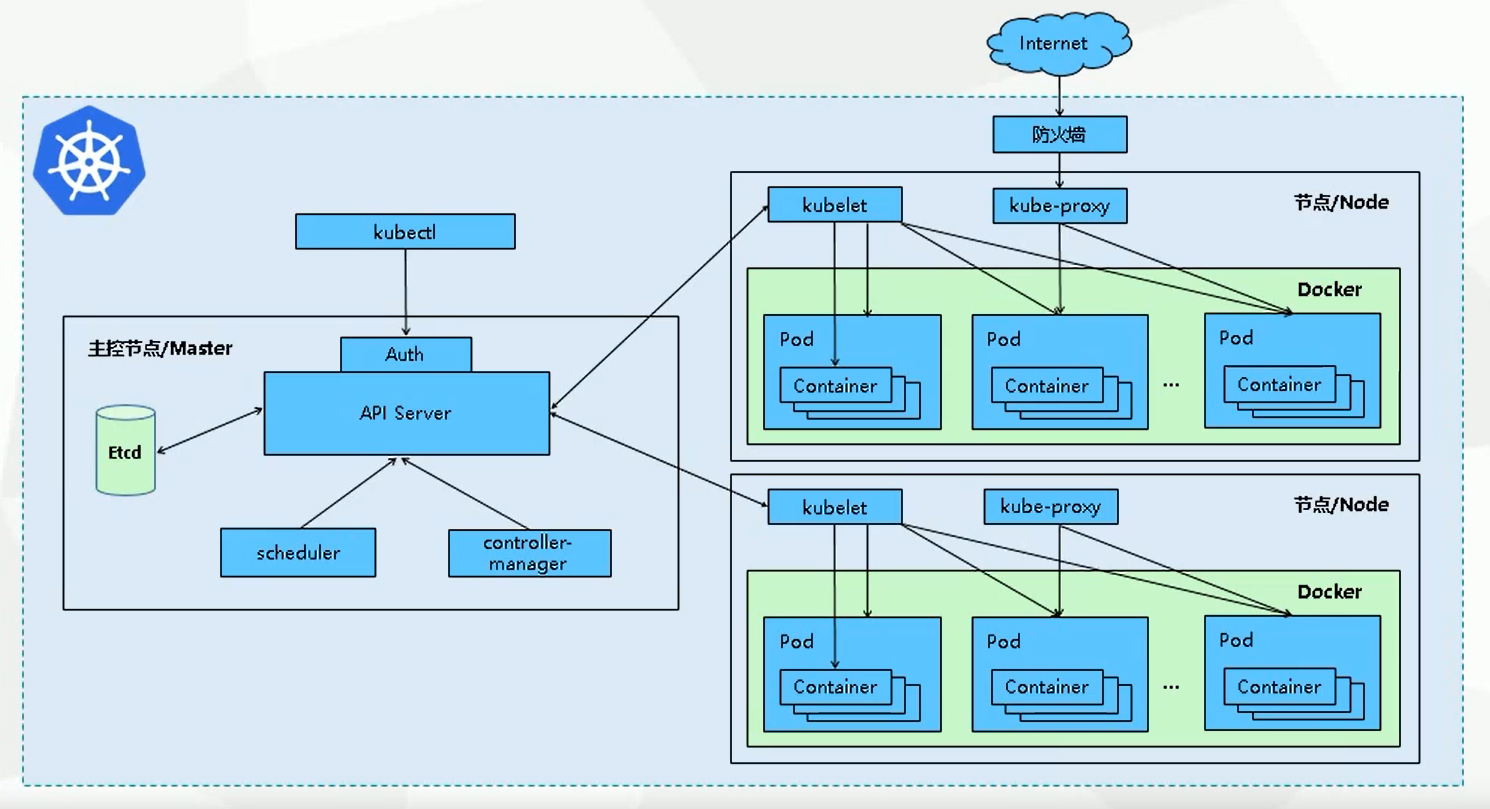 Internet
防火墙
kubelet
kube-proxy
节点/Node
kubectl
Docker
主控节点/Master
Auth
Pod
Pod
Pod
Container
Container
...
Container
API Server
Etcd
kubelet
kube-proxy
节点/Node
scheduler
controller-
manager
Docker
Pod
Pod
Pod
Container
Container
...
Container